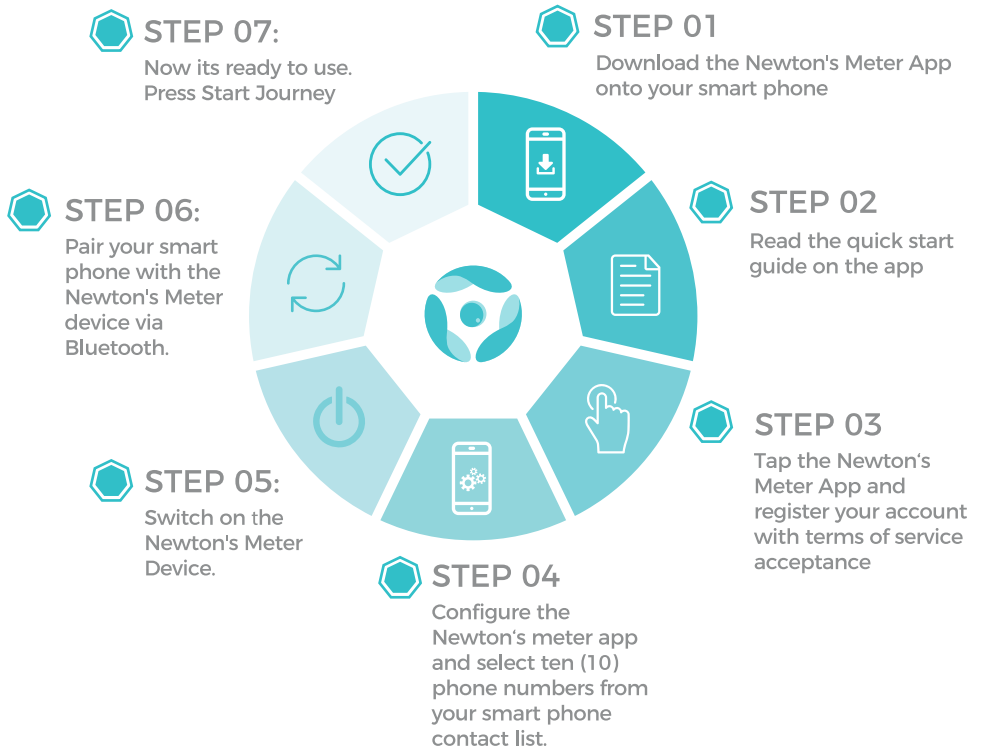 STEP 01
Download the Newton's Meter App
onto your smart phone
STEP 02
Read the quick start
guide on the app
STEP 03
Tap the Newton‘s
Meter App and
register your account
with terms of service
acceptance
STEP 04
Configure the
Newton‘s meter app
and select ten (10)
phone numbers from
your smart phone
contact list.
STEP 05:
Switch on the
Newton's Meter
Device.
STEP 06:
Pair your smart
phone with the
Newton's Meter
device via
Bluetooth.
STEP 07:
Now its ready to use.
Press Start Journey